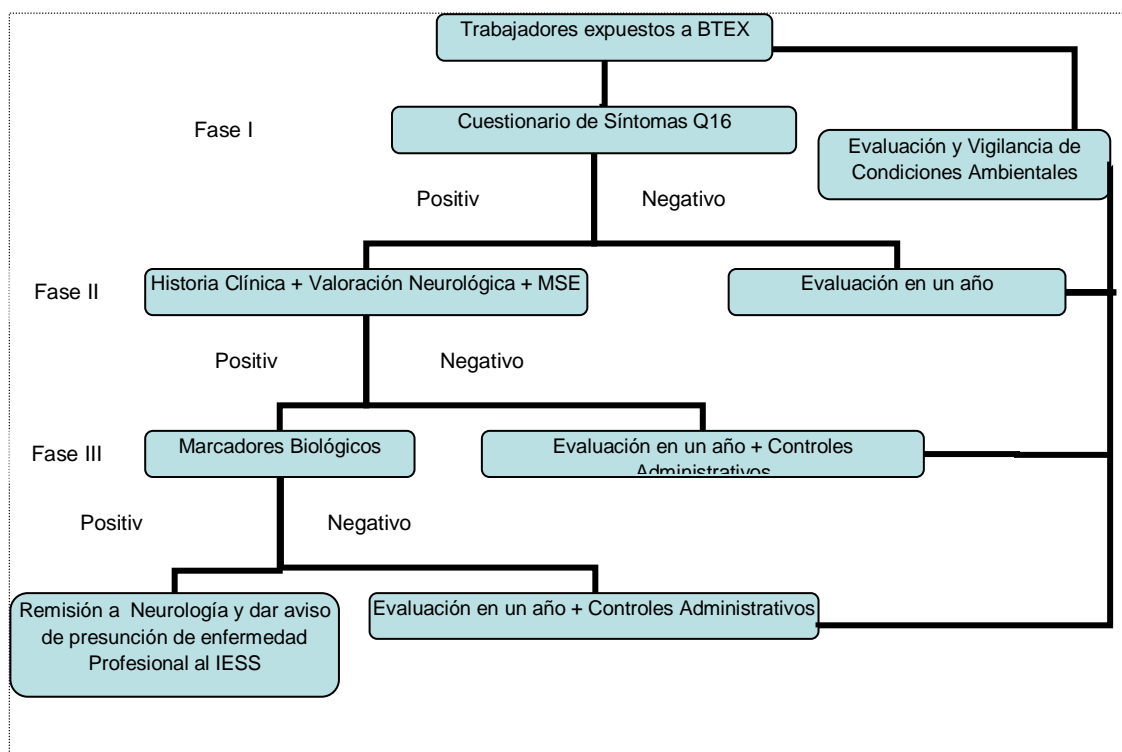 Trabajadores expuestos a BTEX
Fase I
Cuestionario de Síntomas Q16
Evaluación y Vigilancia de
Condiciones Ambientales
Positiv
Negativo
Fase II
Historia Clínica + Valoración Neurológica + MSE
Evaluación en un año
Positiv
Negativo
Fase III
Marcadores Biológicos
Evaluación en un año + Controles
Administrativos
Positiv
Negativo
Remisión a Neurología y dar aviso
de presunción de enfermedad
Profesional al IESS
Evaluación en un año + Controles Administrativos